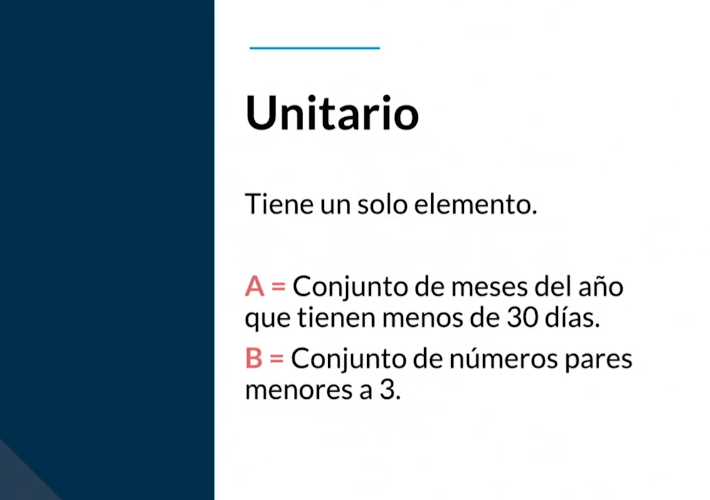 Unitario
Tiene un solo elemento.
A = Conjunto de meses del año
que tienen menos de 30 días.
B = Conjunto de números pares
menores a 3.